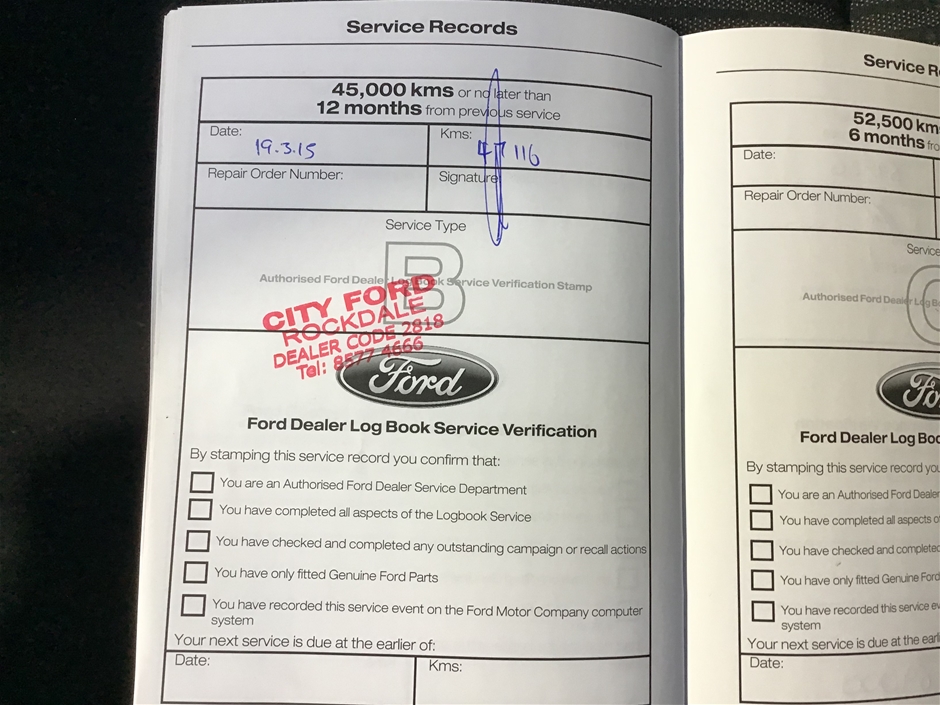 Service Records
45,000 kms or no later than
12 months from previous service
Date:
19.3.15
Kms:
47 116
Repair Order Number:
Signature
Service Type
B
Authorised Ford Dealer Log Book Service Verification Stamp
CITY FORD
ROCKDALE
DEALER CODE 2818
Tel: 8577 4666
Ford
Ford Dealer Log Book Service Verification
By stamping this service record you confirm that:
You are an Authorised Ford Dealer Service Department
You have completed all aspects of the Logbook Service
You have checked and completed any outstanding campaign or recall actions
You have only fitted Genuine Ford Parts
You have recorded this service event on the Ford Motor Company computer
system
Your next service is due at the earlier of:
Date:
Kms:
Service R
52,500 km
6 months fro
Date:
Repair Order Number:
Service
Authorised Ford Dealer Log B
Fo
Ford Dealer Log Boo
By stamping this service record you
You are an Authorised Ford Dealer
You have completed all aspects o
You have checked and completed
You have only fitted Genuine Ford
You have recorded this service ev
system
Your next service is due at the earl
Date: